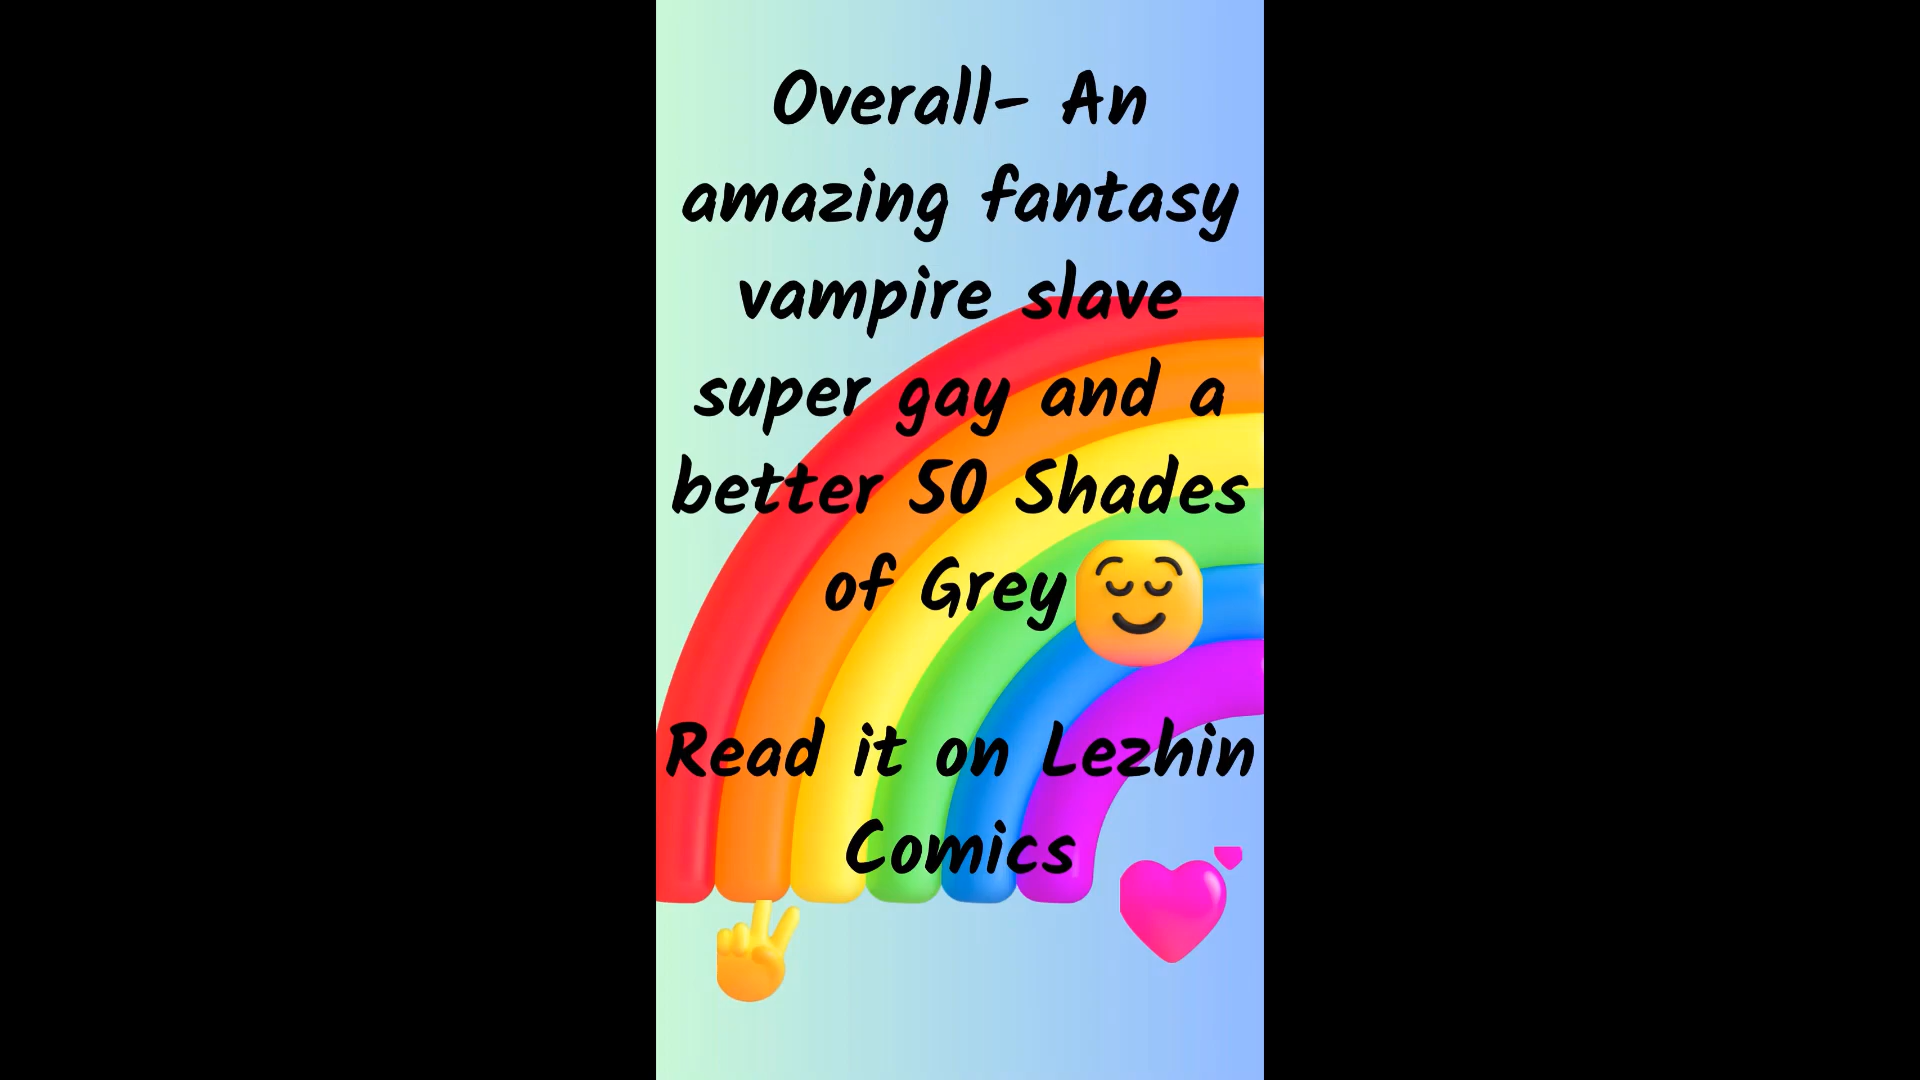 Overall- An
amazing fantasy
vampire slave
super gay and a
better 50 Shades
of Grey
Read it on Lezhin
Comics